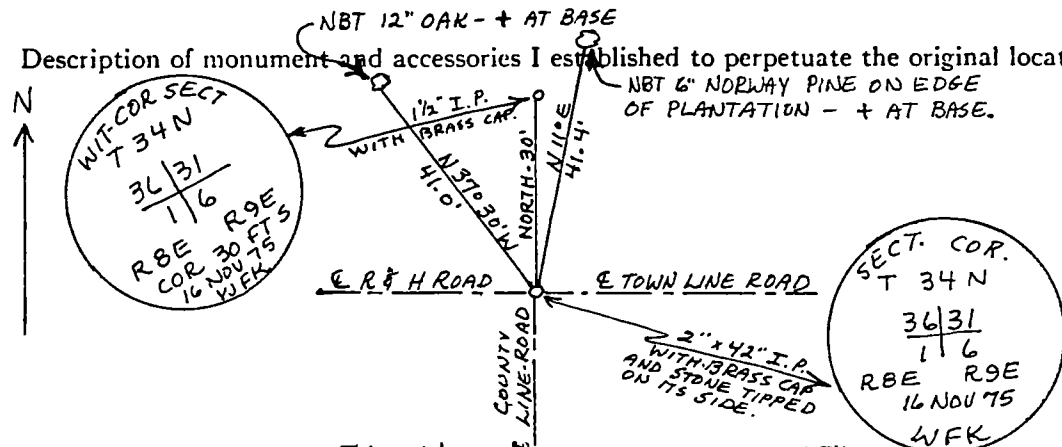 NBT 12" OAK - + AT BASE
Description of monument and accessories I established to perpetuate the original locat
NBT 6" NORWAY PINE ON EDGE
OF PLANTATION - + AT BASE.
N
WIT-COR SECT
T 34 N
36 31
1 6
R8E R9E
COR 30 FT S
16 NOV 75
WFK
1½" I.P.
WITH BRASS CAP.
N 37° 30' W
41.0'
NORTH-30'
N 11° E
41.4'
℄ R & H ROAD
℄ TOWN LINE ROAD
COUNTY
℄ LINE ROAD
2" x 42" I.P.
WITH BRASS CAP
AND STONE TIPPED
ON ITS SIDE.
SECT. COR.
T 34 N
36 31
1 6
R8E R9E
16 NOV 75
WFK